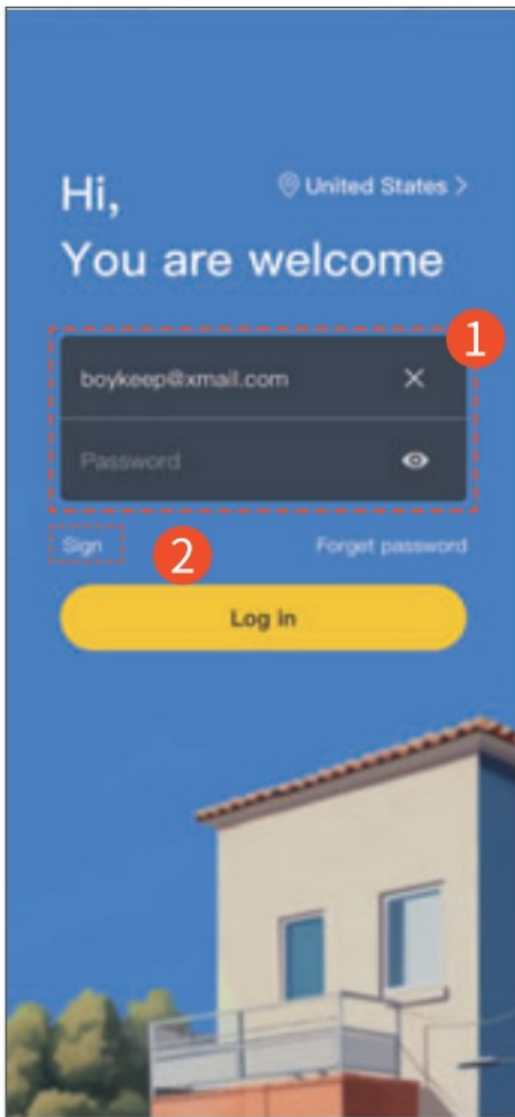 Hi,
United States >
You are welcome
1
boykeep@xmail.com
Password
Sign
2
Forget password
Log in